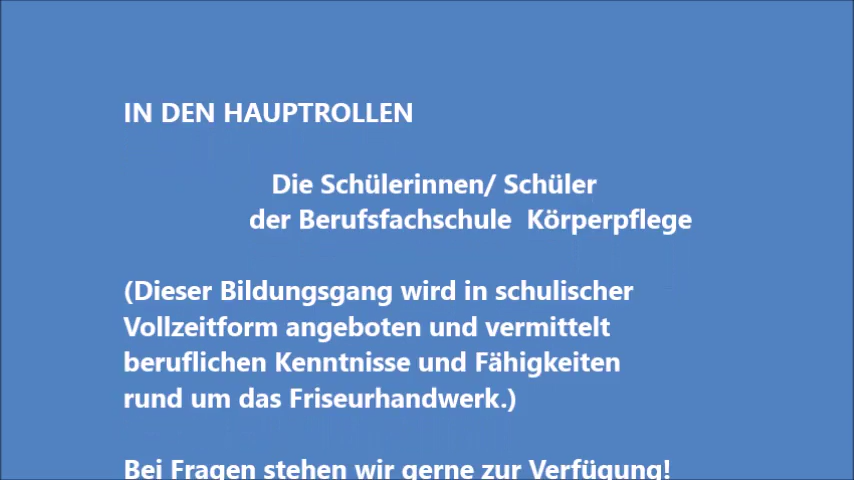 IN DEN HAUPTROLLEN
Die Schülerinnen/ Schüler
der Berufsfachschule Körperpflege
(Dieser Bildungsgang wird in schulischer
Vollzeitform angeboten und vermittelt
beruflichen Kenntnisse und Fähigkeiten
rund um das Friseurhandwerk.)
Bei Fragen stehen wir gerne zur Verfügung!